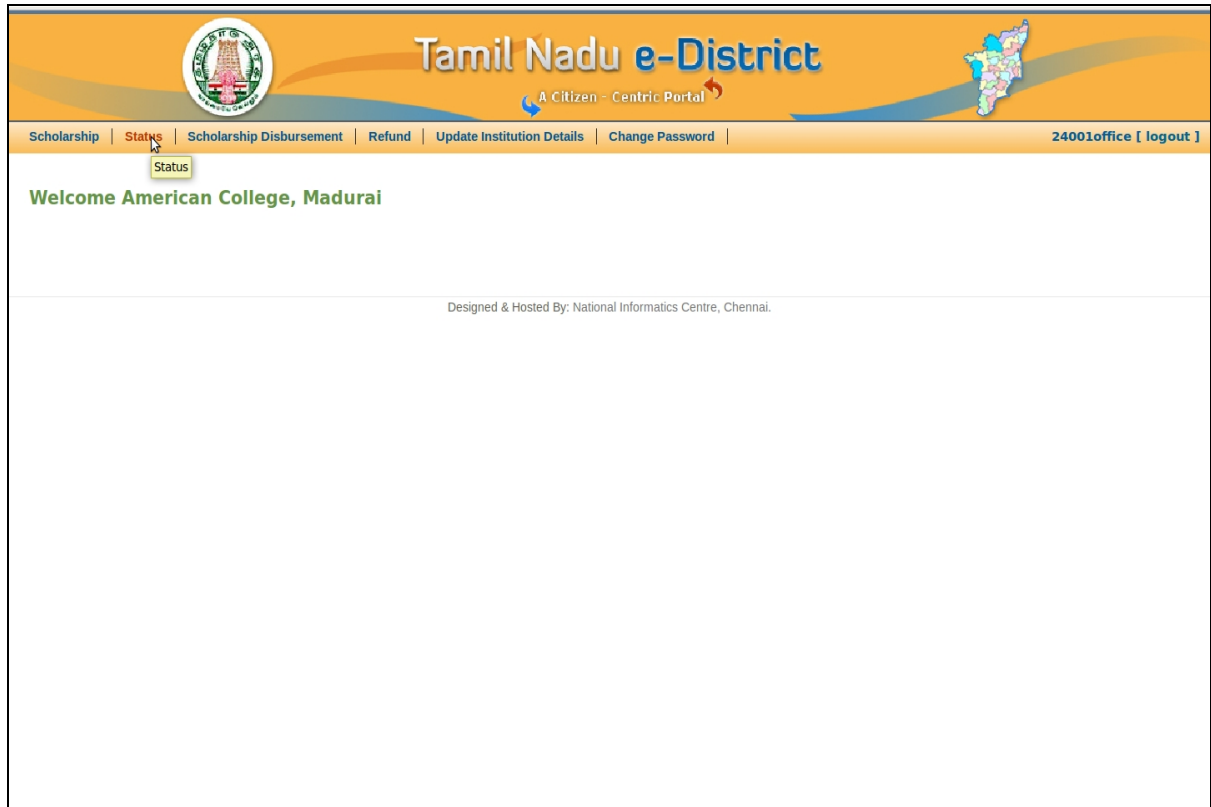 Tamil Nadu e-District
A Citizen - Centric Portal
Scholarship | Status | Scholarship Disbursement | Refund | Update Institution Details | Change Password | 24001office [ logout ]
Status
Welcome American College, Madurai
Designed & Hosted By: National Informatics Centre, Chennai.